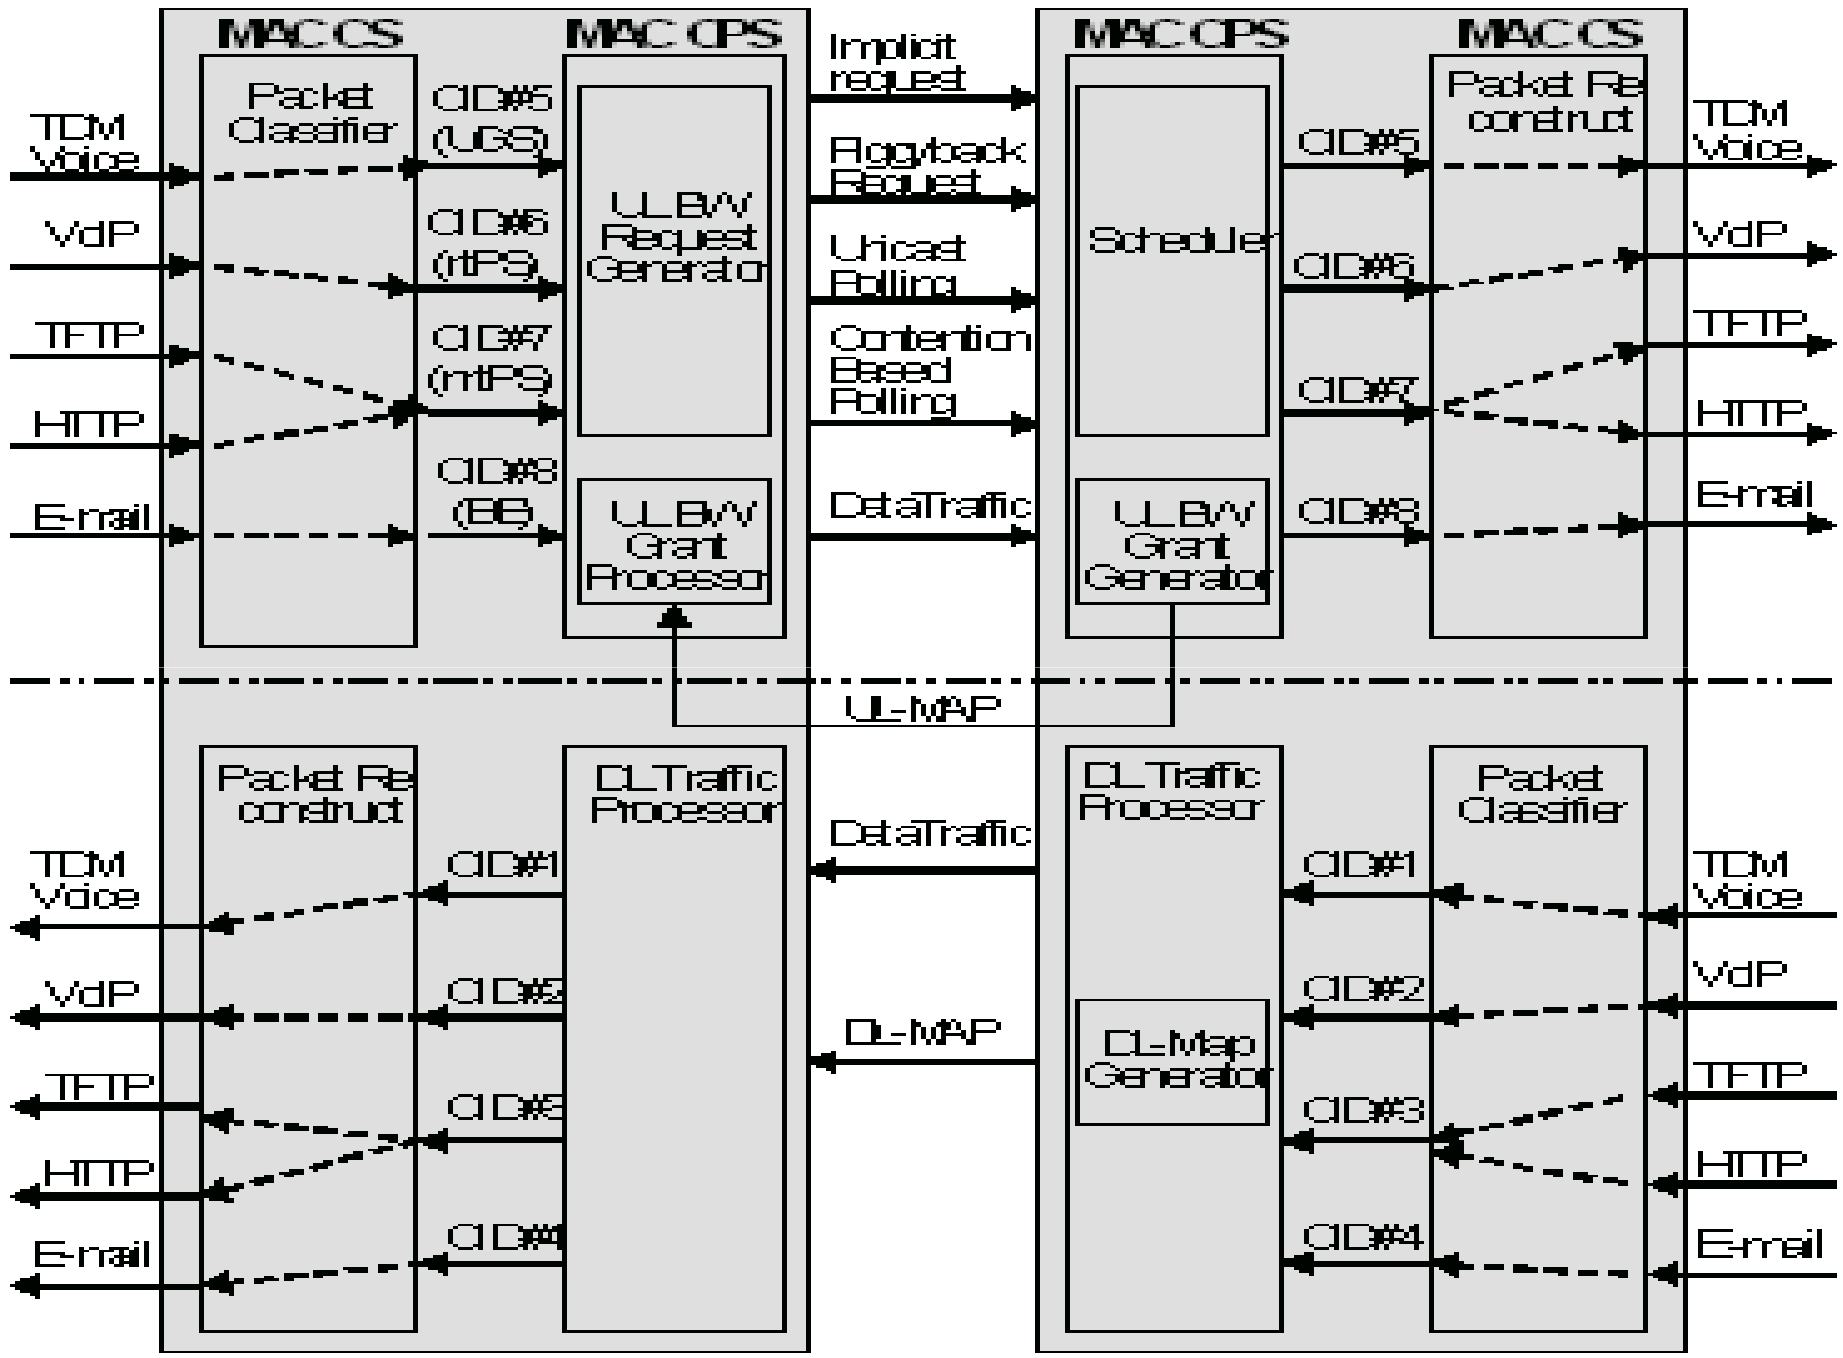 MAC CS
MAC CPS
MAC CPS
MAC CS
TDM
Voice
VoIP
TFTP
HTTP
E-mail
Packet
Classifier
CID#5
(UGS)
CID#6
(rtPS)
CID#7
(nrtPS)
CID#8
(BE)
UL BW
Request
Generator
UL BW
Grant
Processor
Implicit
request
Piggyback
Request
Unicast
Polling
Contention
Based
Polling
Data Traffic
Scheduler
UL BW
Grant
Generator
CID#5
CID#6
CID#7
CID#8
Packet Re
construct
TDM
Voice
VoIP
TFTP
HTTP
E-mail
UL-MAP
TDM
Voice
VoIP
TFTP
HTTP
E-mail
Packet Re
construct
CID#1
CID#2
CID#3
CID#4
DL Traffic
Processor
Data Traffic
DL-MAP
DL Traffic
Processor
DL-Map
Generator
CID#1
CID#2
CID#3
CID#4
Packet
Classifier
TDM
Voice
VoIP
TFTP
HTTP
E-mail